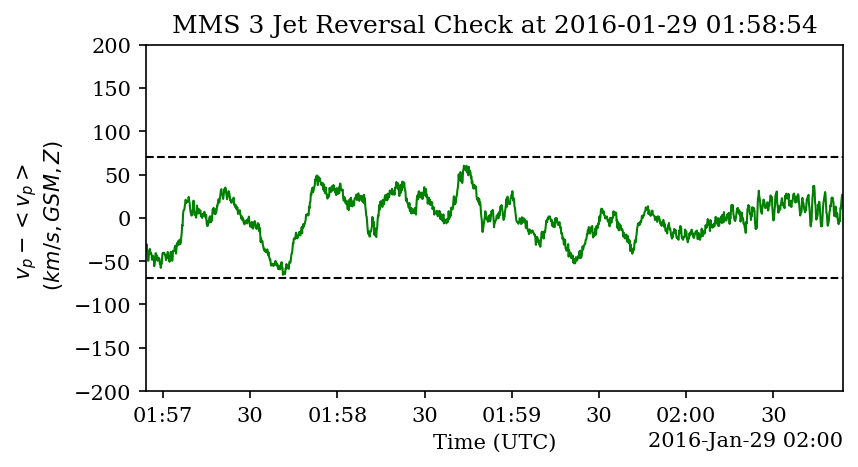 MMS 3 Jet Reversal Check at 2016-01-29 01:58:54
200
150
100
50
0
−50
−100
−150
−200
v_p − < v_p >
(km/s, GSM, Z)
01:57 30 01:58 30 01:59 30 02:00 30
Time (UTC) 2016-Jan-29 02:00